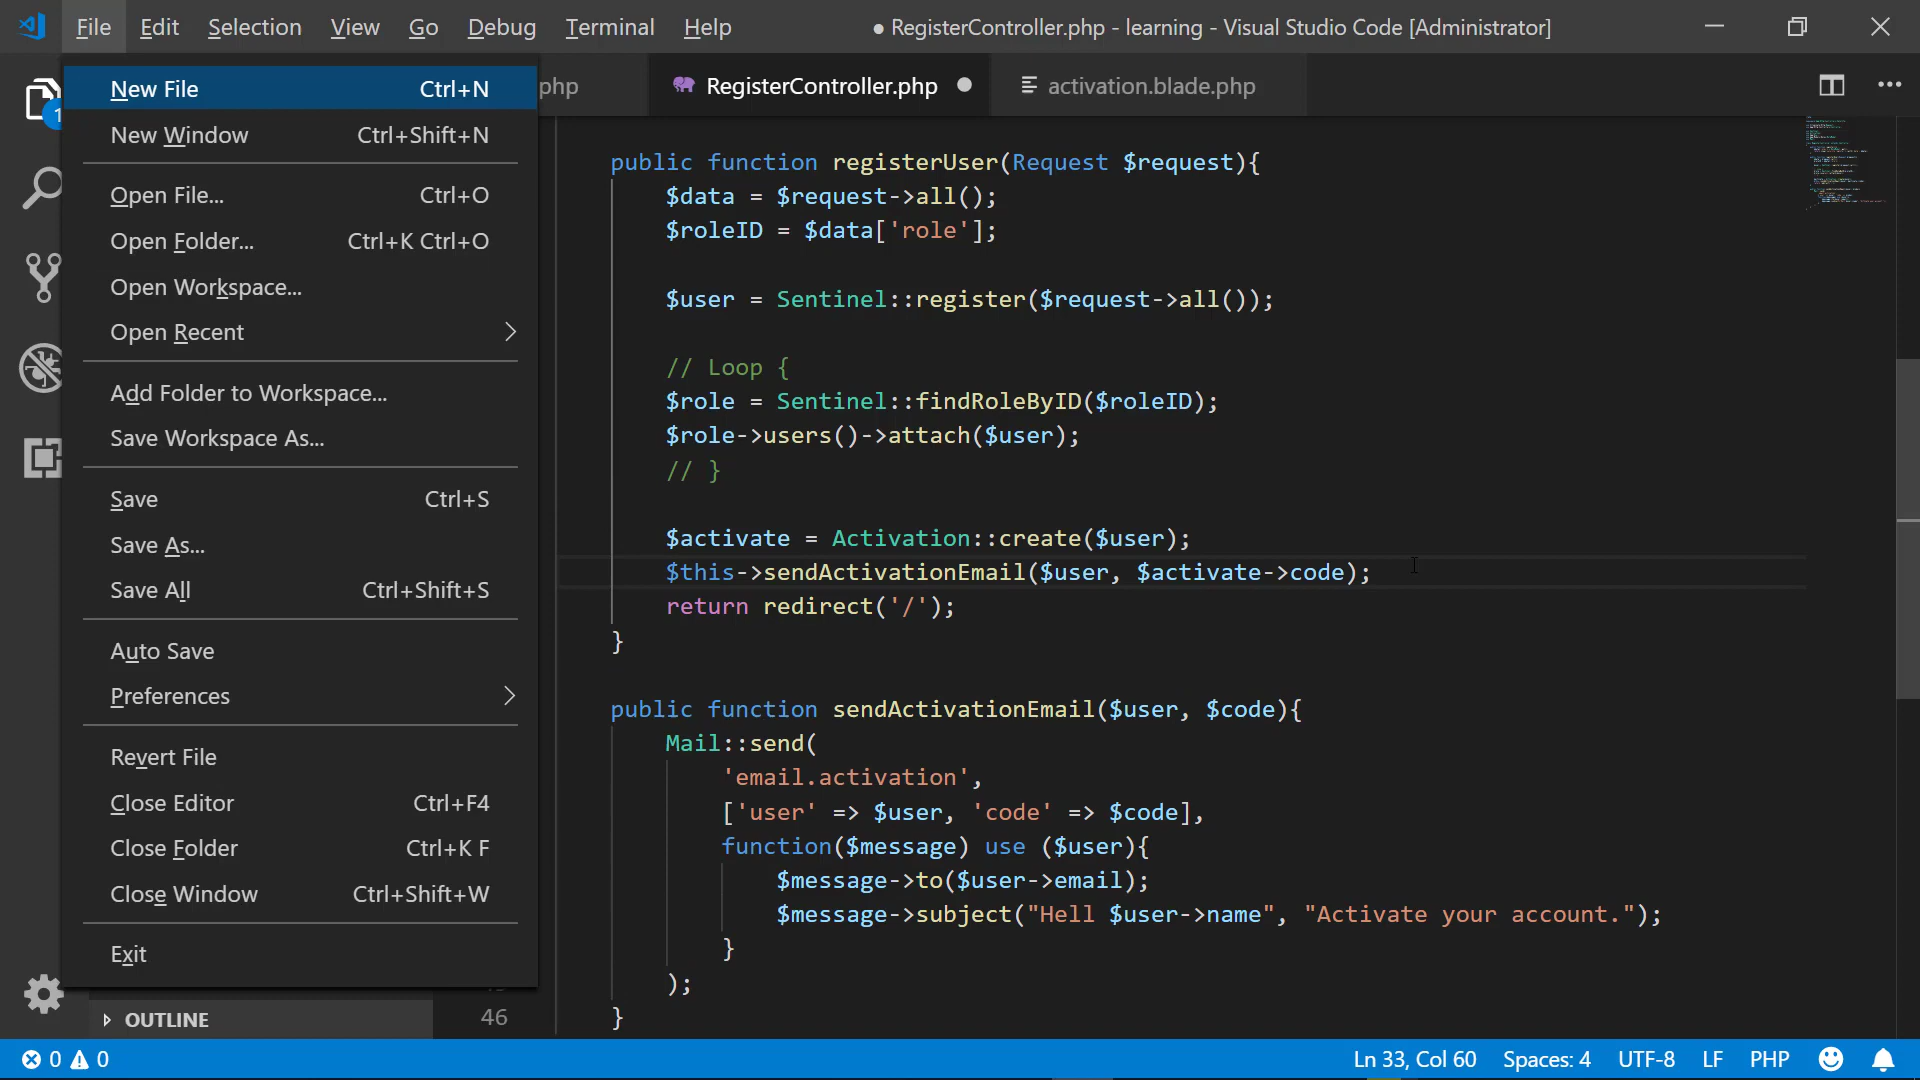 File Edit Selection View Go Debug Terminal Help ● RegisterController.php - learning - Visual Studio Code [Administrator]
php RegisterController.php activation.blade.php
1
New File Ctrl+N
New Window Ctrl+Shift+N
Open File... Ctrl+O
Open Folder... Ctrl+K Ctrl+O
Open Workspace...
Open Recent
Add Folder to Workspace...
Save Workspace As...
Save Ctrl+S
Save As...
Save All Ctrl+Shift+S
Auto Save
Preferences
Revert File
Close Editor Ctrl+F4
Close Folder Ctrl+K F
Close Window Ctrl+Shift+W
Exit
OUTLINE
public function registerUser(Request $request){
$data = $request->all();
$roleID = $data['role'];
$user = Sentinel::register($request->all());
// Loop {
$role = Sentinel::findRoleByID($roleID);
$role->users()->attach($user);
// }
$activate = Activation::create($user);
$this->sendActivationEmail($user, $activate->code);
return redirect('/');
}
public function sendActivationEmail($user, $code){
Mail::send(
'email.activation',
['user' => $user, 'code' => $code],
function($message) use ($user){
$message->to($user->email);
$message->subject("Hell $user->name", "Activate your account.");
}
);
46 }
0 0 Ln 33, Col 60 Spaces: 4 UTF-8 LF PHP